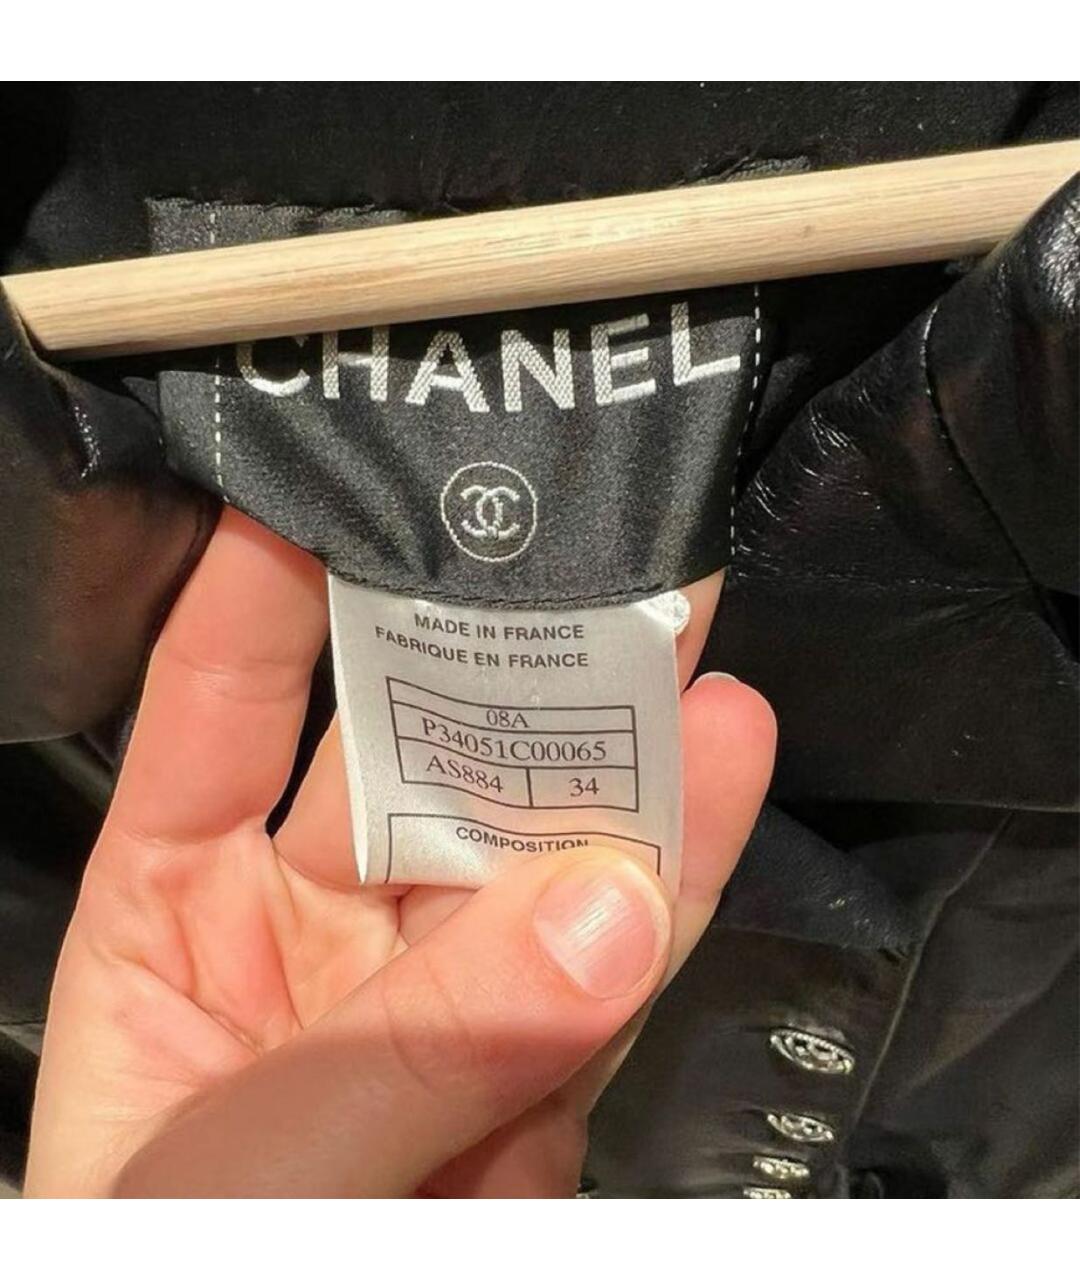 CHANEL
MADE IN FRANCE
FABRIQUE EN FRANCE
08A
P34051C00065
AS884 34
COMPOSITION